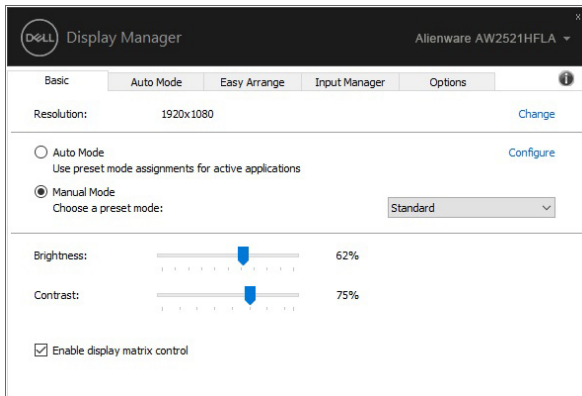 DELL Display Manager Alienware AW2521HFLA
Basic Auto Mode Easy Arrange Input Manager Options
Resolution: 1920x1080 Change
Auto Mode Configure
Use preset mode assignments for active applications
Manual Mode
Choose a preset mode: Standard
Brightness: 62%
Contrast: 75%
Enable display matrix control